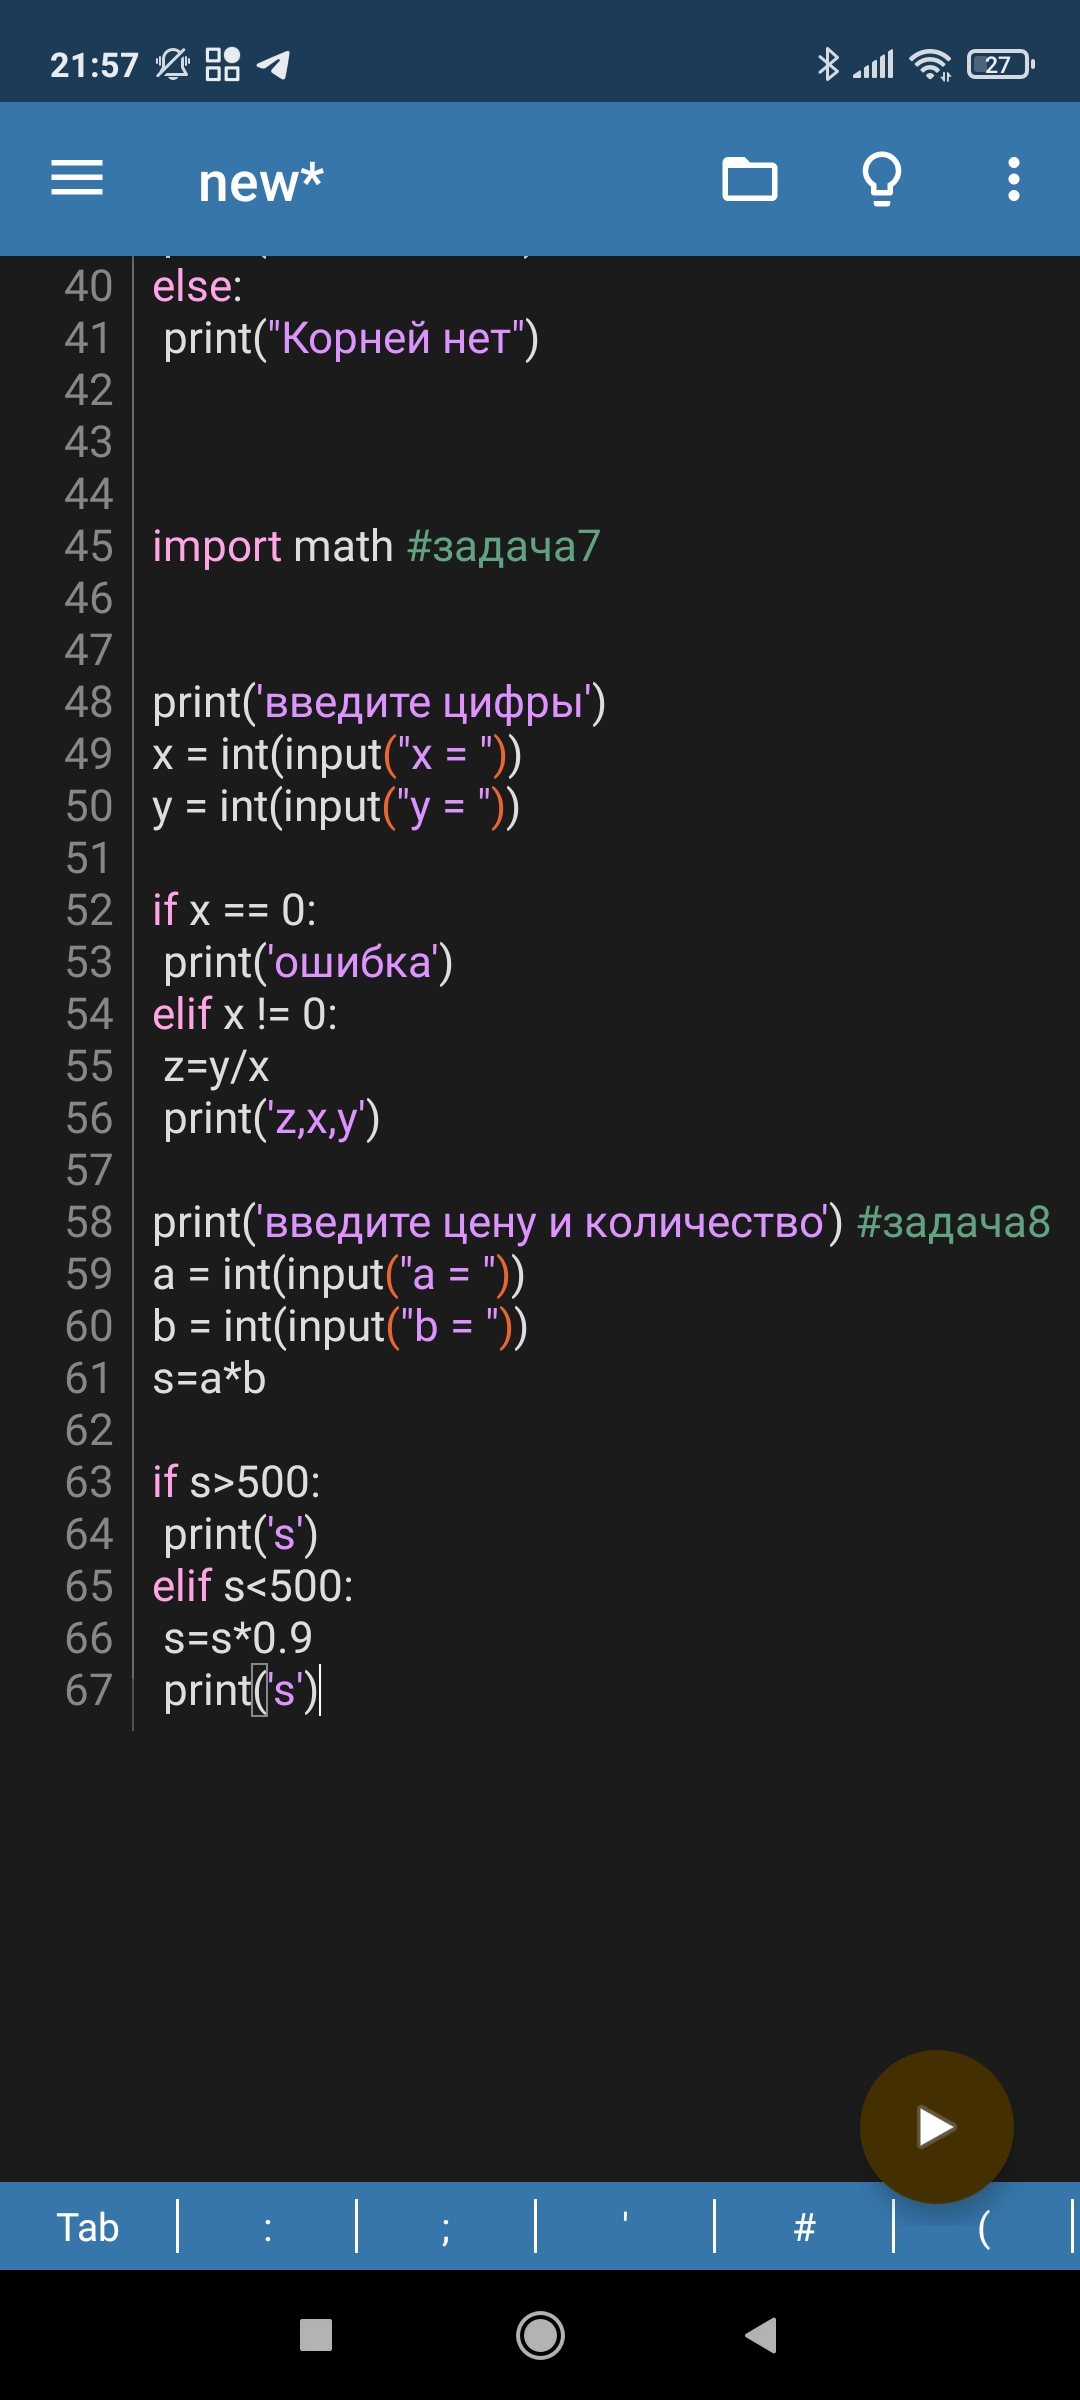 21:57
27
new*
40 else:
41 print("Корней нет")
42
43
44
45 import math #задача7
46
47
48 print('введите цифры')
49 x = int(input("x = "))
50 y = int(input("y = "))
51
52 if x == 0:
53 print('ошибка')
54 elif x != 0:
55 z=y/x
56 print('z,x,y')
57
58 print('введите цену и количество') #задача8
59 a = int(input("a = "))
60 b = int(input("b = "))
61 s=a*b
62
63 if s>500:
64 print('s')
65 elif s<500:
66 s=s*0.9
67 print('s')
Tab : ; ' # (